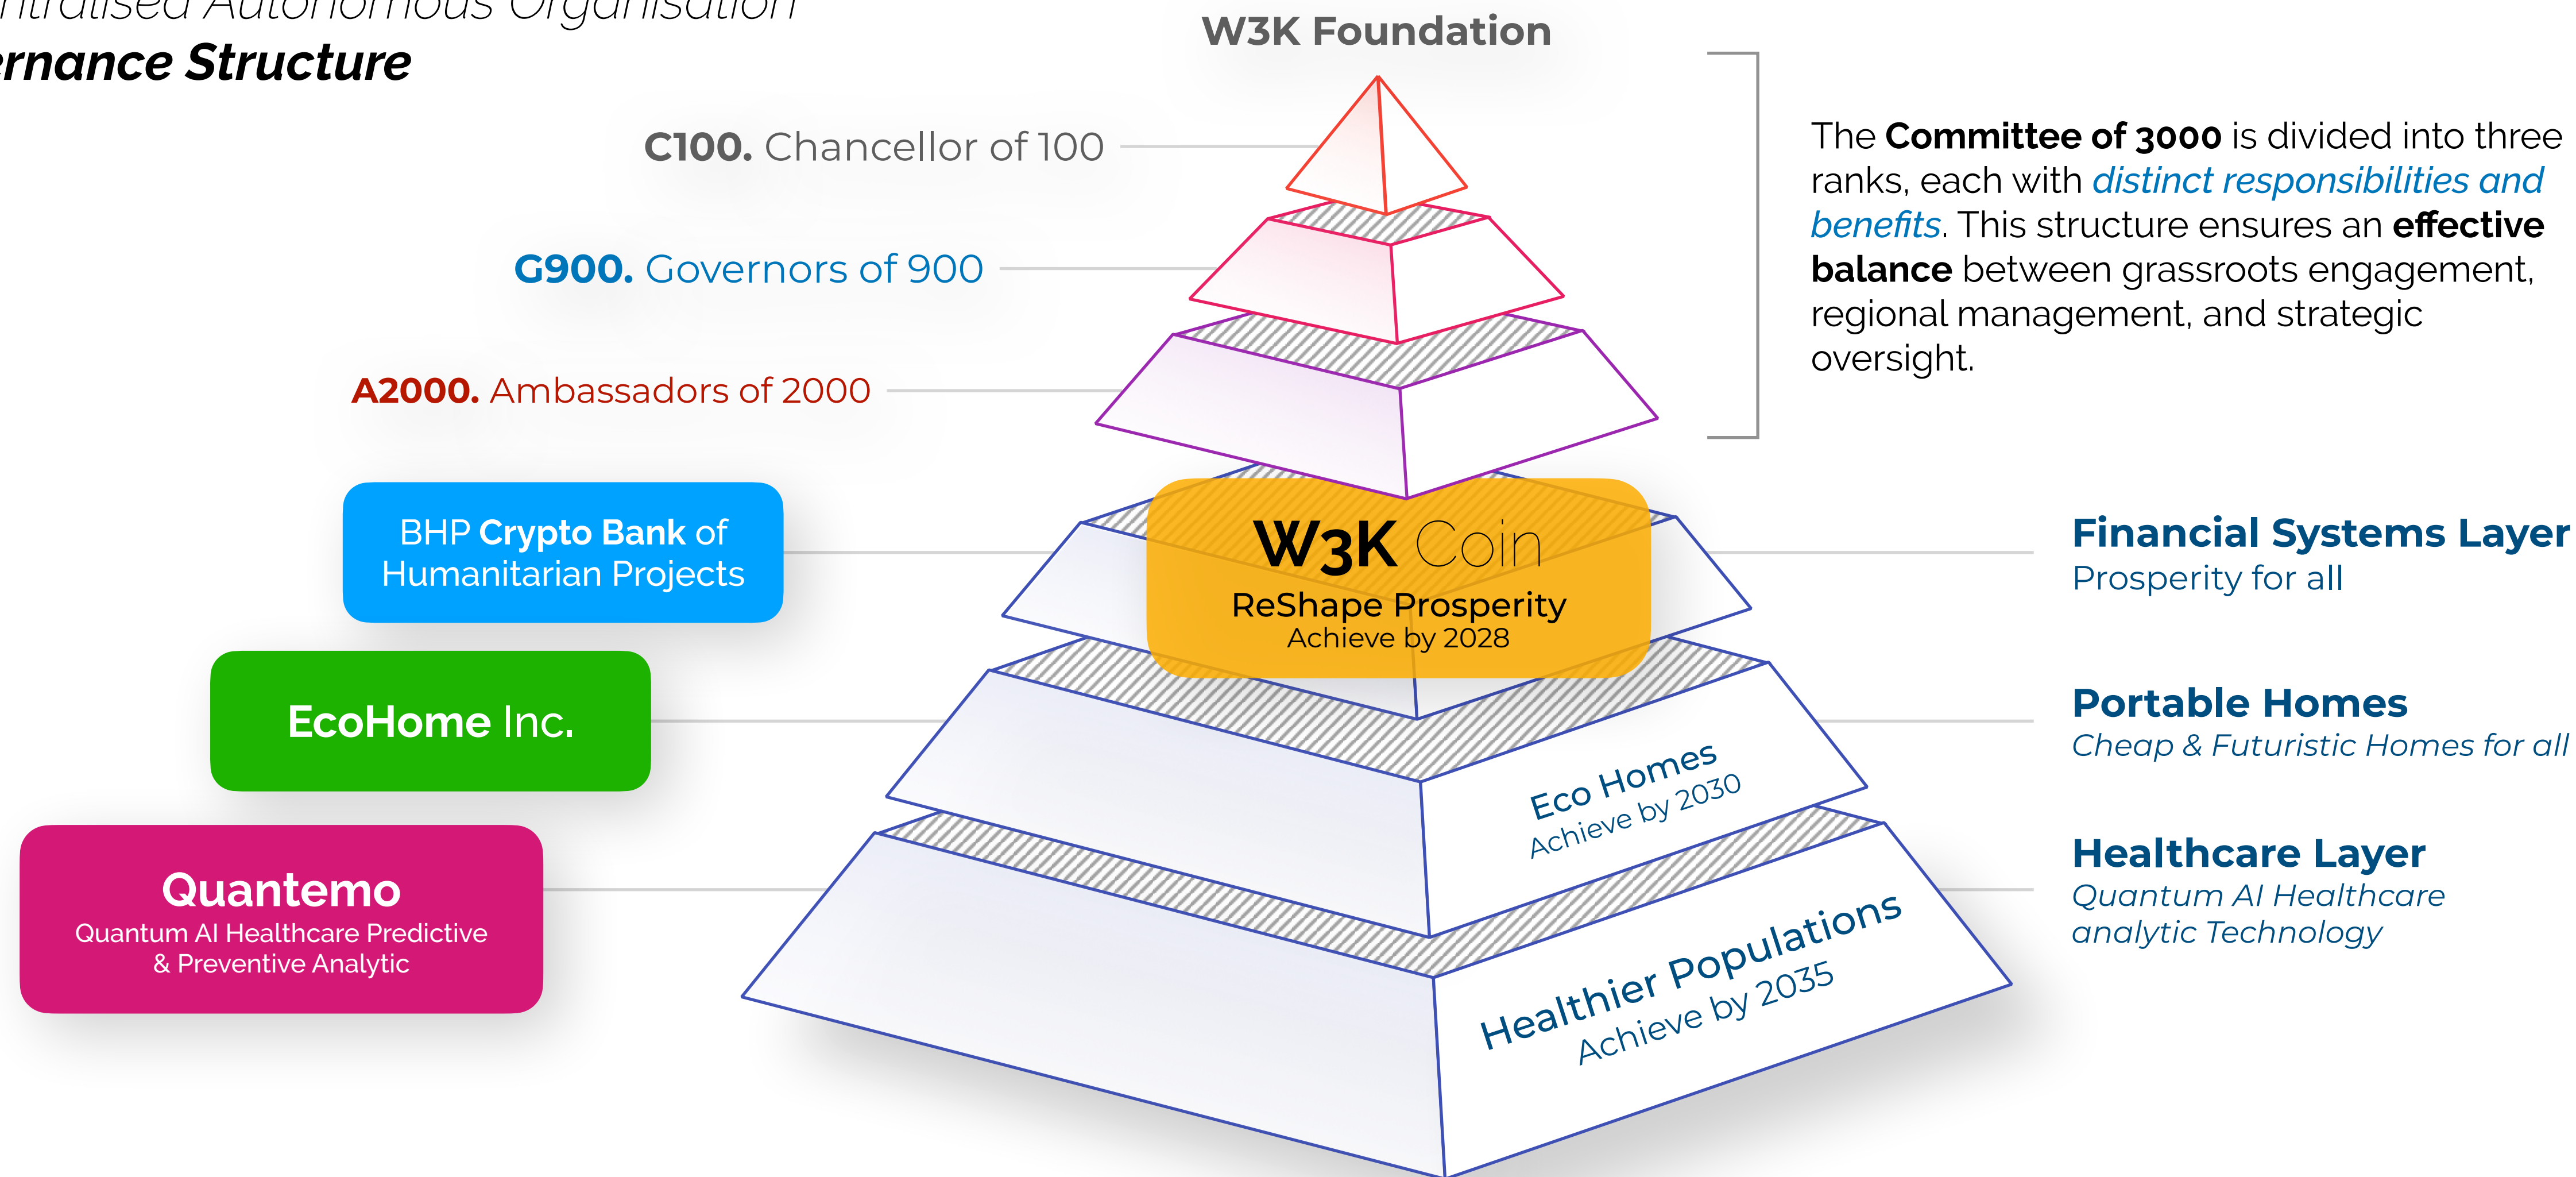 Autonomous Organisation
Structure
W3K Foundation
C100. Chancellor of 100
G900. Governors of 900
A2000. Ambassadors of 2000
The Committee of 3000 is divided into three
ranks, each with distinct responsibilities and
benefits. This structure ensures an effective
balance between grassroots engagement,
regional management, and strategic
oversight.
BHP Crypto Bank of
Humanitarian Projects
W3K Coin
ReShape Prosperity
Achieve by 2028
Financial Systems Layer
Prosperity for all
EcoHome Inc.
Eco Homes
Achieve by 2030
Portable Homes
Cheap & Futuristic Homes for all
Quantemo
Quantum AI Healthcare Predictive
& Preventive Analytic
Healthier Populations
Achieve by 2035
Healthcare Layer
Quantum AI Healthcare
analytic Technology